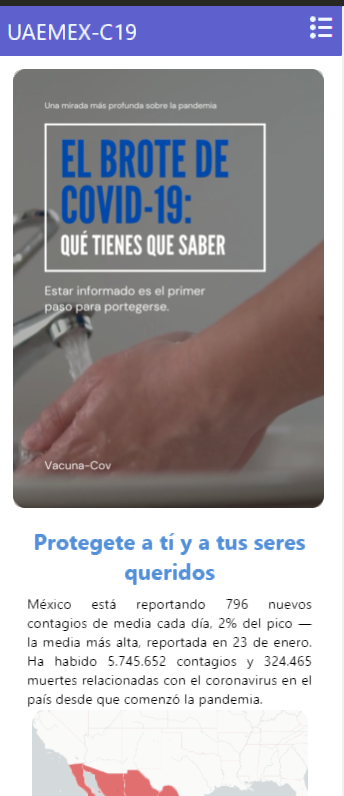 UAEMEX-C19
Una mirada más profunda sobre la pandemia
EL BROTE DE
COVID-19:
QUÉ TIENES QUE SABER
Estar informado es el primer
paso para portegerse.
Vacuna-Cov
Protegete a tí y a tus seres
queridos
México está reportando 796 nuevos
contagios de media cada día, 2% del pico —
la media más alta, reportada en 23 de enero.
Ha habido 5.745.652 contagios y 324.465
muertes relacionadas con el coronavirus en el
país desde que comenzó la pandemia.